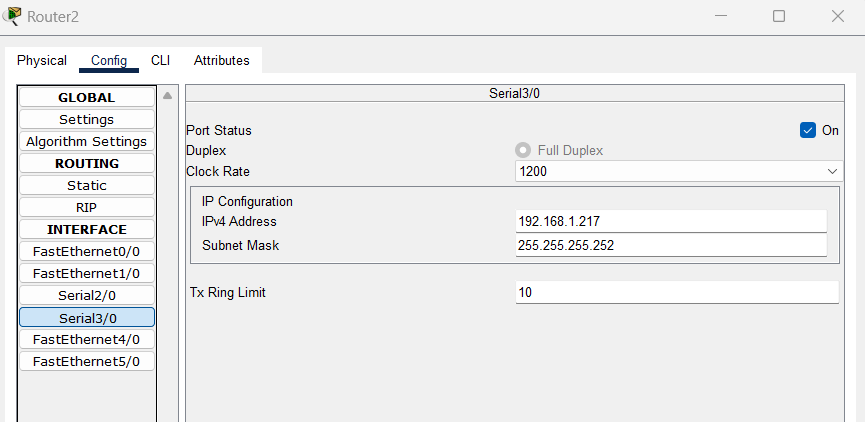 Router2
Physical Config CLI Attributes
GLOBAL
Settings
Algorithm Settings
ROUTING
Static
RIP
INTERFACE
FastEthernet0/0
FastEthernet1/0
Serial2/0
Serial3/0
FastEthernet4/0
FastEthernet5/0
Serial3/0
Port Status On
Duplex Full Duplex
Clock Rate 1200
IP Configuration
IPv4 Address 192.168.1.217
Subnet Mask 255.255.255.252
Tx Ring Limit 10